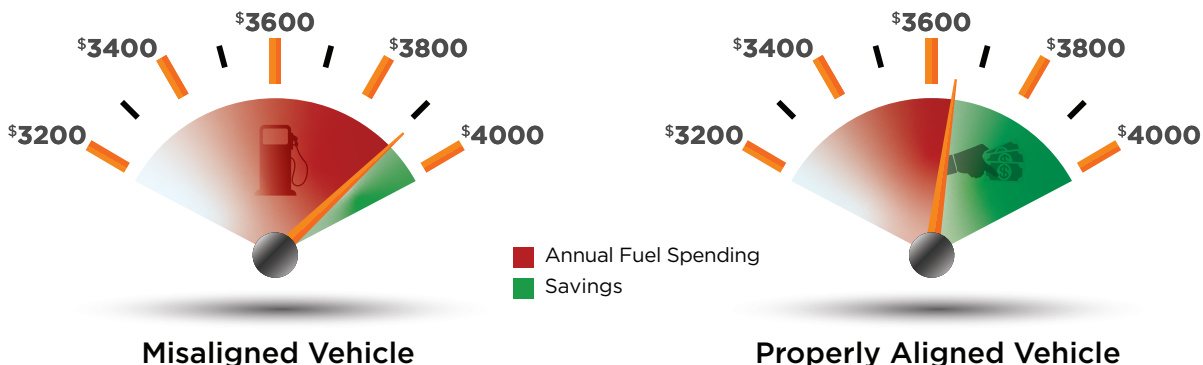 $3200
$3400
$3600
$3800
$4000
Misaligned Vehicle
Annual Fuel Spending
Savings
$3200
$3400
$3600
$3800
$4000
$
Properly Aligned Vehicle